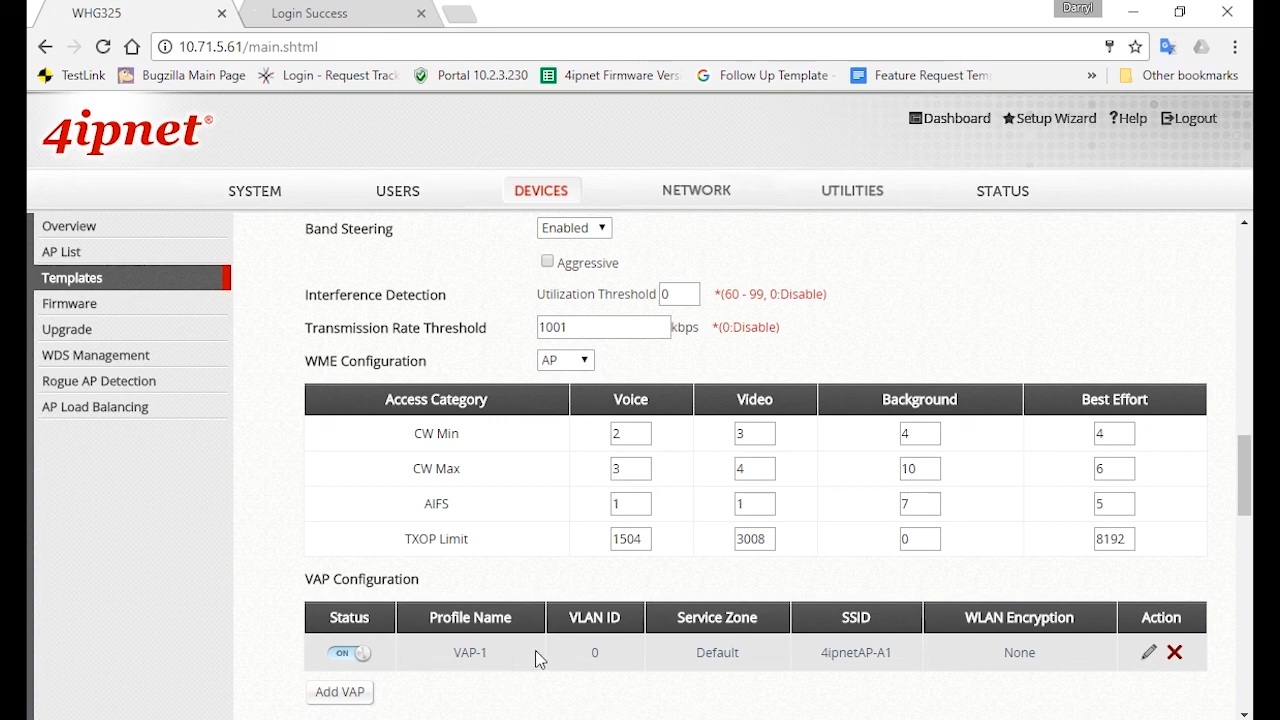 WHG325
Login Success
Darryl
10.71.5.61/main.shtml
TestLink
Bugzilla Main Page
Login - Request Track
Portal 10.2.3.230
4ipnet Firmware Vers
Follow Up Template -
Feature Request Tem
»
Other bookmarks
4ipnet®
Dashboard
Setup Wizard
?Help
Logout
SYSTEM
USERS
DEVICES
NETWORK
UTILITIES
STATUS
Overview
AP List
Templates
Firmware
Upgrade
WDS Management
Rogue AP Detection
AP Load Balancing
Band Steering Enabled
Aggressive
Interference Detection Utilization Threshold 0 *(60 - 99, 0:Disable)
Transmission Rate Threshold 1001 kbps *(0:Disable)
WME Configuration AP
Access Category Voice Video Background Best Effort
CW Min 2 3 4 4
CW Max 3 4 10 6
AIFS 1 1 7 5
TXOP Limit 1504 3008 0 8192
VAP Configuration
Status Profile Name VLAN ID Service Zone SSID WLAN Encryption Action
ON VAP-1 0 Default 4ipnetAP-A1 None
Add VAP